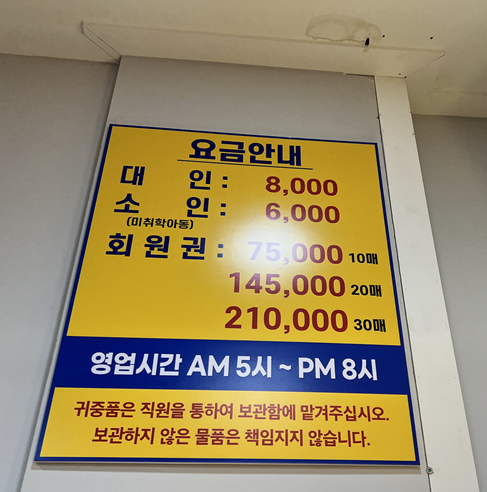 요금안내
대 인 : 8,000
소 인 : 6,000
(미취학아동)
회 원 권 : 75,000 10매
145,000 20매
210,000 30매
영업시간 AM 5시 ~ PM 8시
귀중품은 직원을 통하여 보관함에 맡겨주십시오.
보관하지 않은 물품은 책임지지 않습니다.